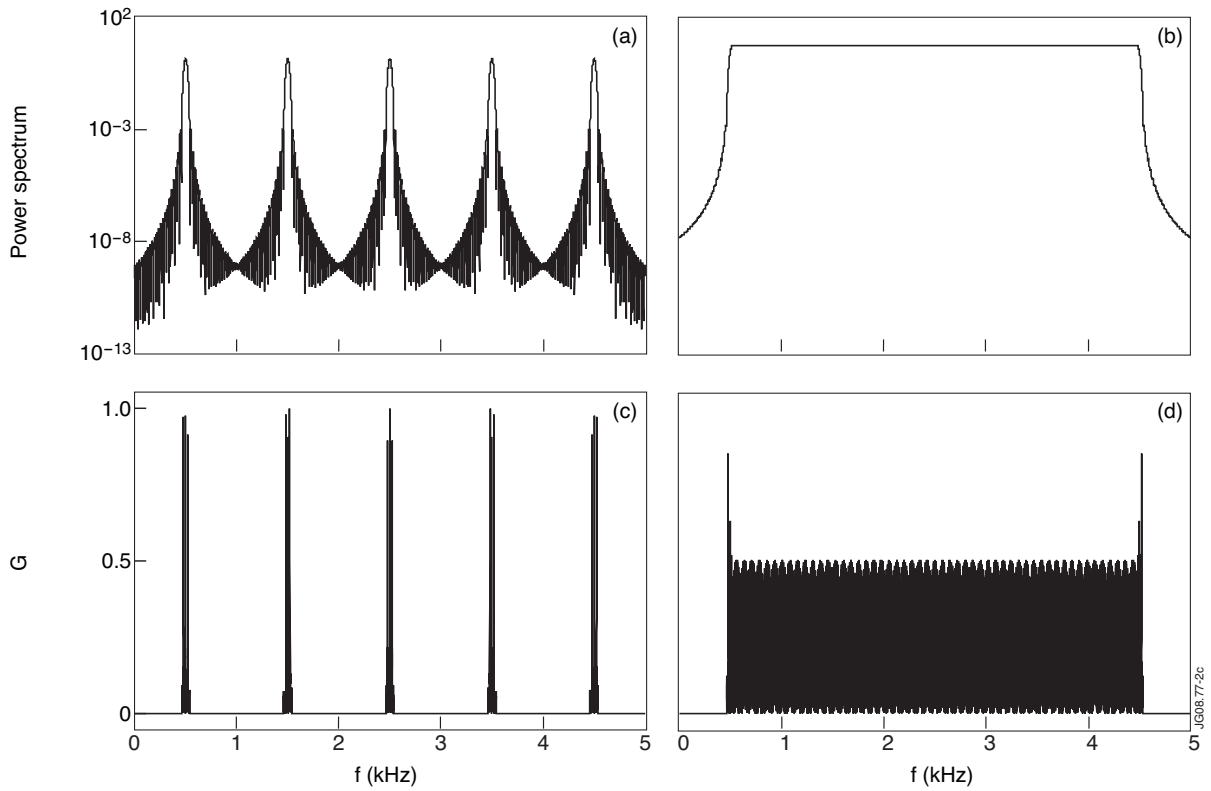 10²
10⁻³
10⁻⁸
10⁻¹³
Power spectrum
(a)
(b)
1.0
0.5
0
G
(c)
(d)
0 1 2 3 4 5
f (kHz)
0 1 2 3 4 5
f (kHz)
JG08.77-2c